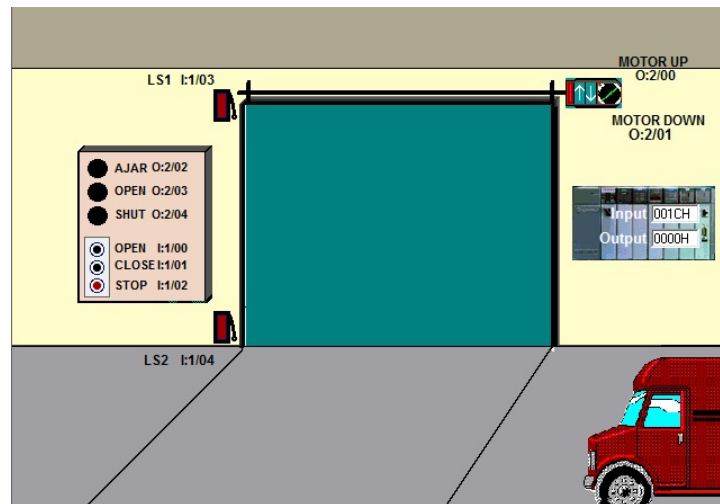 LS1 I:1/03
MOTOR UP
O:2/00
MOTOR DOWN
O:2/01
AJAR O:2/02
OPEN O:2/03
SHUT O:2/04
OPEN I:1/00
CLOSE I:1/01
STOP I:1/02
Input 001CH
Output 0000H
LS2 I:1/04